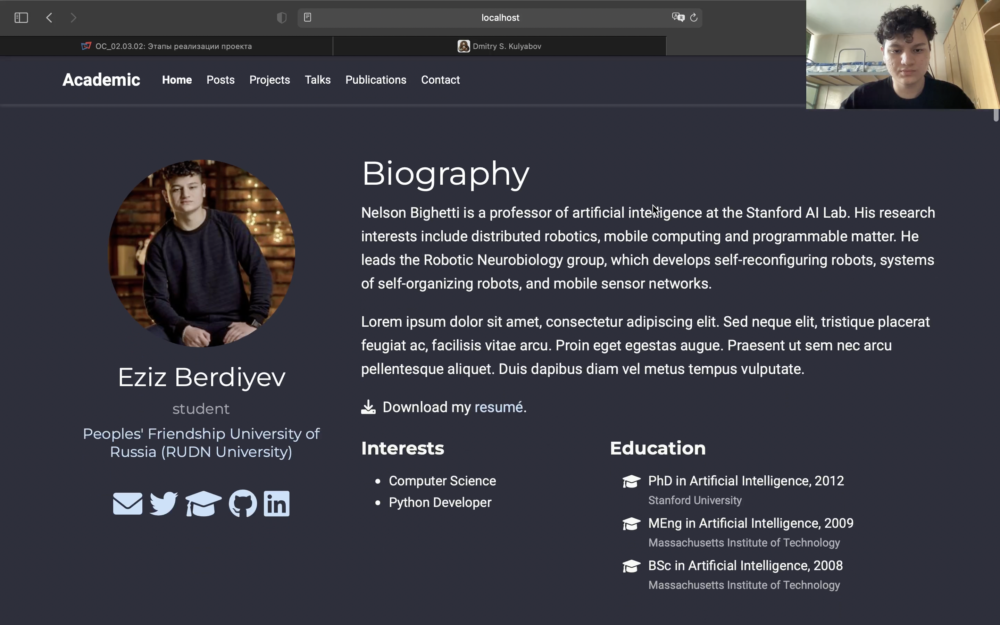 localhost
ОС_02.03.02: Этапы реализации проекта
Dmitry S. Kulyabov
Academic
Home
Posts
Projects
Talks
Publications
Contact
Biography
Nelson Bighetti is a professor of artificial intelligence at the Stanford AI Lab. His research
interests include distributed robotics, mobile computing and programmable matter. He
leads the Robotic Neurobiology group, which develops self-reconfiguring robots, systems
of self-organizing robots, and mobile sensor networks.
Lorem ipsum dolor sit amet, consectetur adipiscing elit. Sed neque elit, tristique placerat
feugiat ac, facilisis vitae arcu. Proin eget egestas augue. Praesent ut sem nec arcu
pellentesque aliquet. Duis dapibus diam vel metus tempus vulputate.
Download my resumé.
Eziz Berdiyev
student
Peoples' Friendship University of
Russia (RUDN University)
Interests
Computer Science
Python Developer
Education
PhD in Artificial Intelligence, 2012
Stanford University
MEng in Artificial Intelligence, 2009
Massachusetts Institute of Technology
BSc in Artificial Intelligence, 2008
Massachusetts Institute of Technology